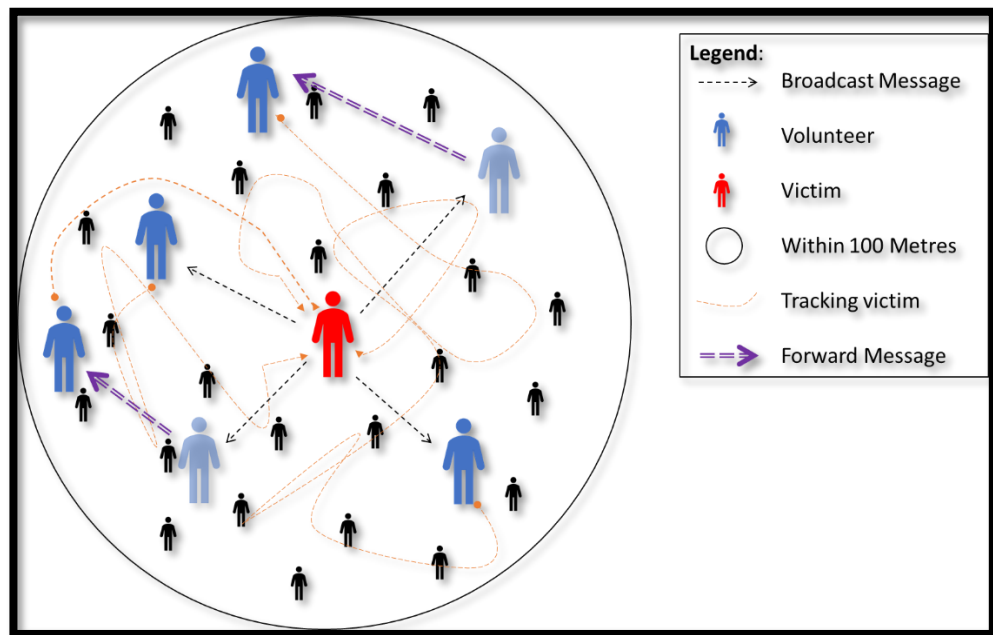 Legend:
Broadcast Message
Volunteer
Victim
Within 100 Metres
Tracking victim
Forward Message